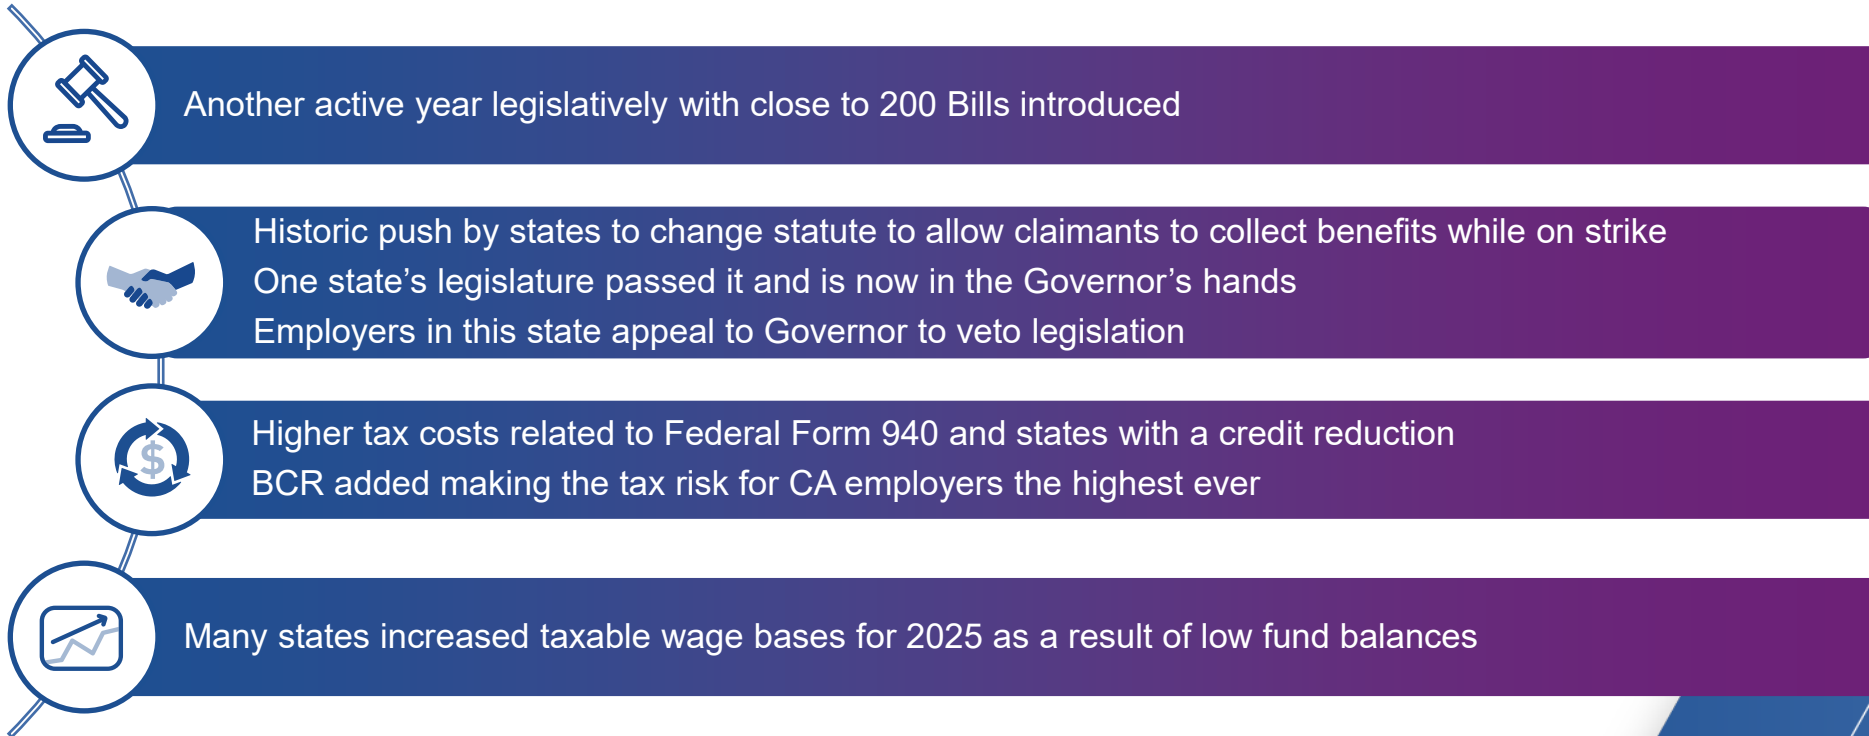 Another active year legislatively with close to 200 Bills introduced
Historic push by states to change statute to allow claimants to collect benefits while on strike
One state’s legislature passed it and is now in the Governor’s hands
Employers in this state appeal to Governor to veto legislation
$
Higher tax costs related to Federal Form 940 and states with a credit reduction
BCR added making the tax risk for CA employers the highest ever
Many states increased taxable wage bases for 2025 as a result of low fund balances